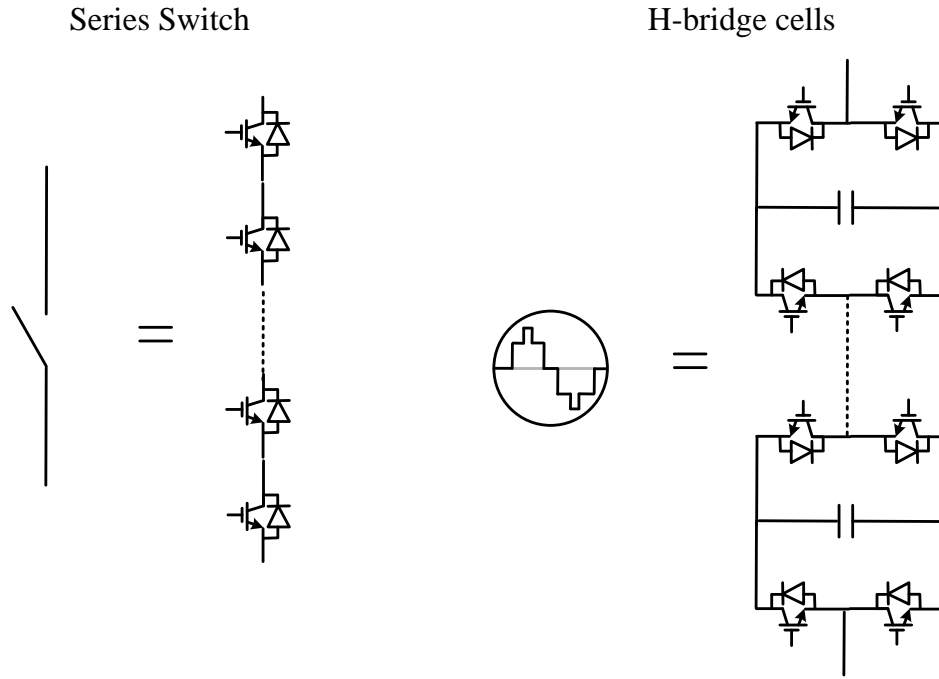 Series Switch
H-bridge cells
=
=